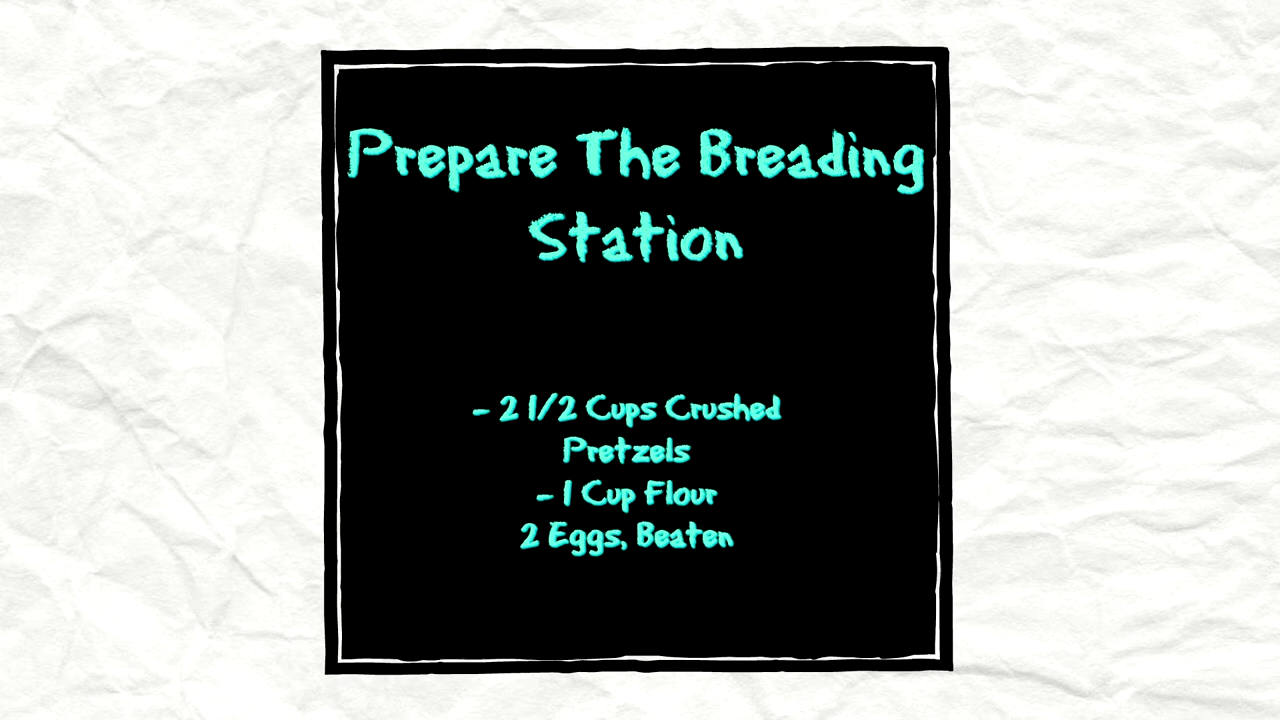 Prepare The Breading
Station
- 2 1/2 Cups Crushed
Pretzels
- 1 Cup Flour
2 Eggs, Beaten